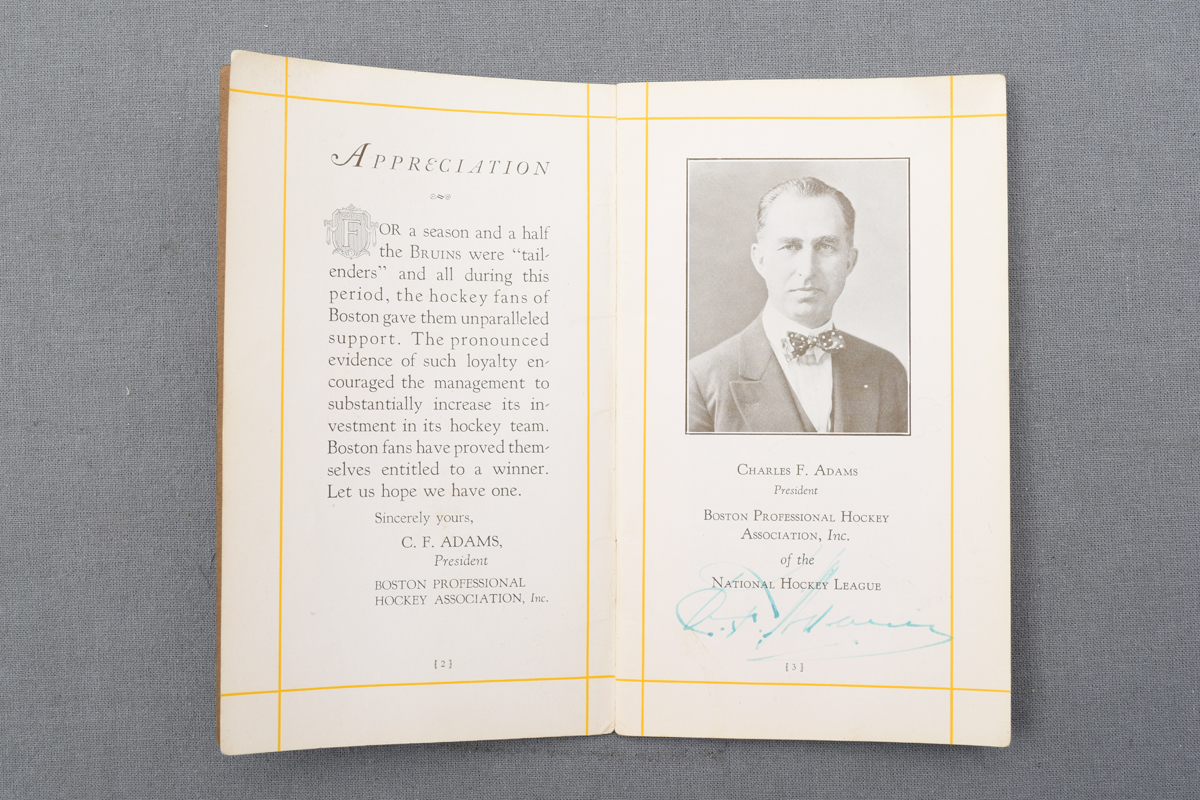 APPRECIATION
FOR a season and a half
the BRUINS were “tail-
enders” and all during this
period, the hockey fans of
Boston gave them unparalleled
support. The pronounced
evidence of such loyalty en-
couraged the management to
substantially increase its in-
vestment in its hockey team.
Boston fans have proved them-
selves entitled to a winner.
Let us hope we have one.
Sincerely yours,
C. F. ADAMS,
President
BOSTON PROFESSIONAL
HOCKEY ASSOCIATION, Inc.
[2]
CHARLES F. ADAMS
President
BOSTON PROFESSIONAL HOCKEY
ASSOCIATION, Inc.
of the
NATIONAL HOCKEY LEAGUE
C. F. Adams
[3]